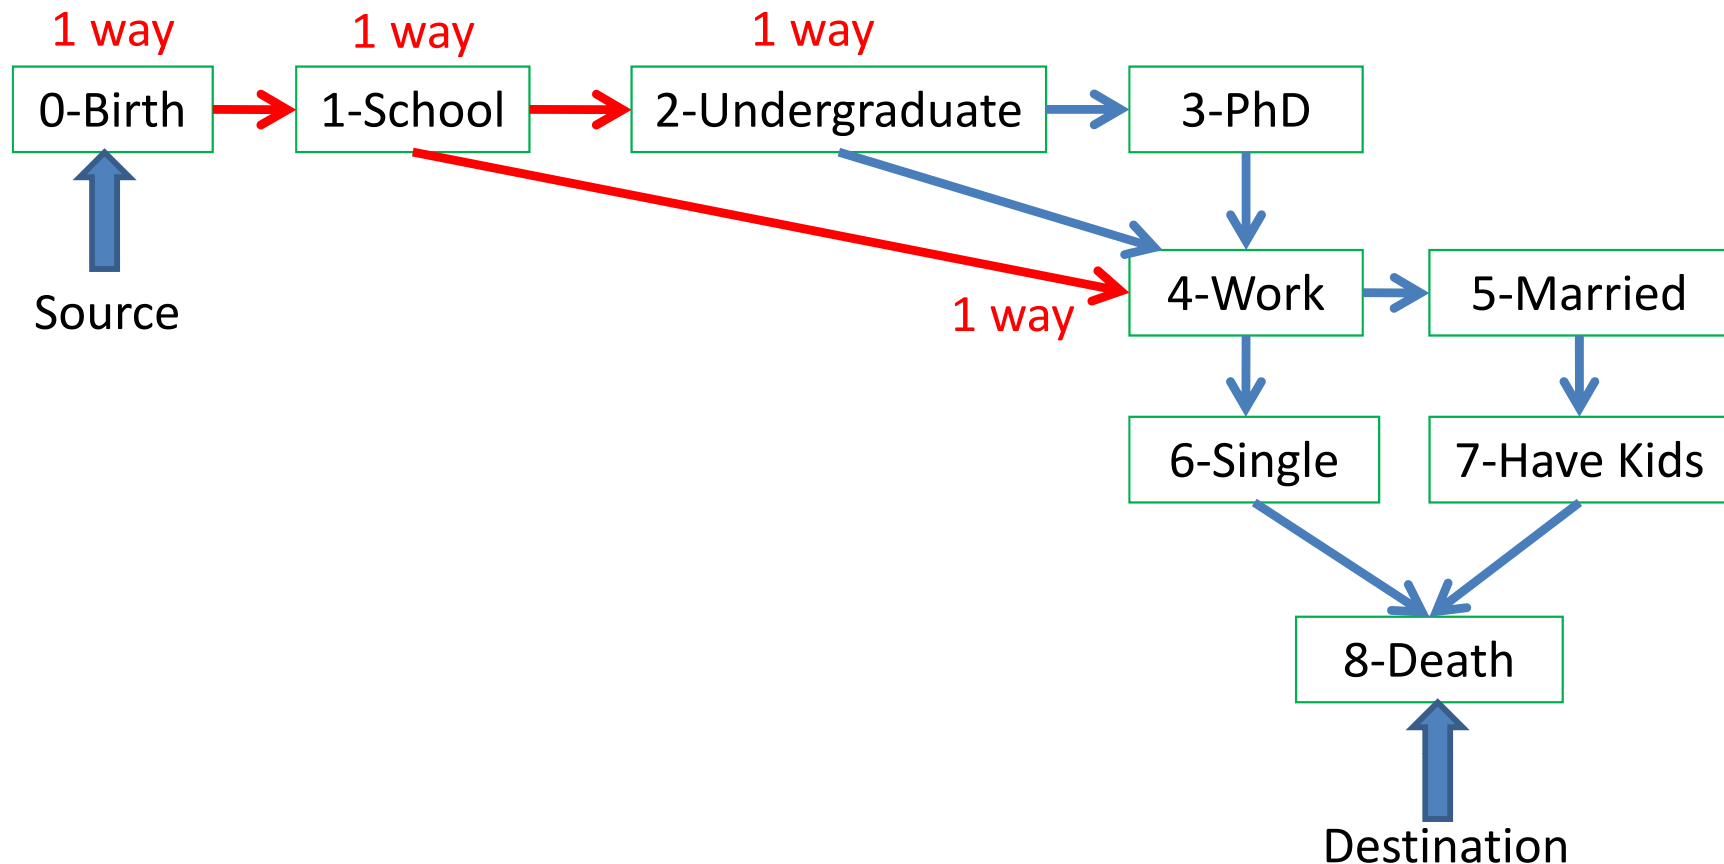 1 way
1 way
1 way
0-Birth
1-School
2-Undergraduate
3-PhD
Source
1 way
4-Work
5-Married
6-Single
7-Have Kids
8-Death
Destination